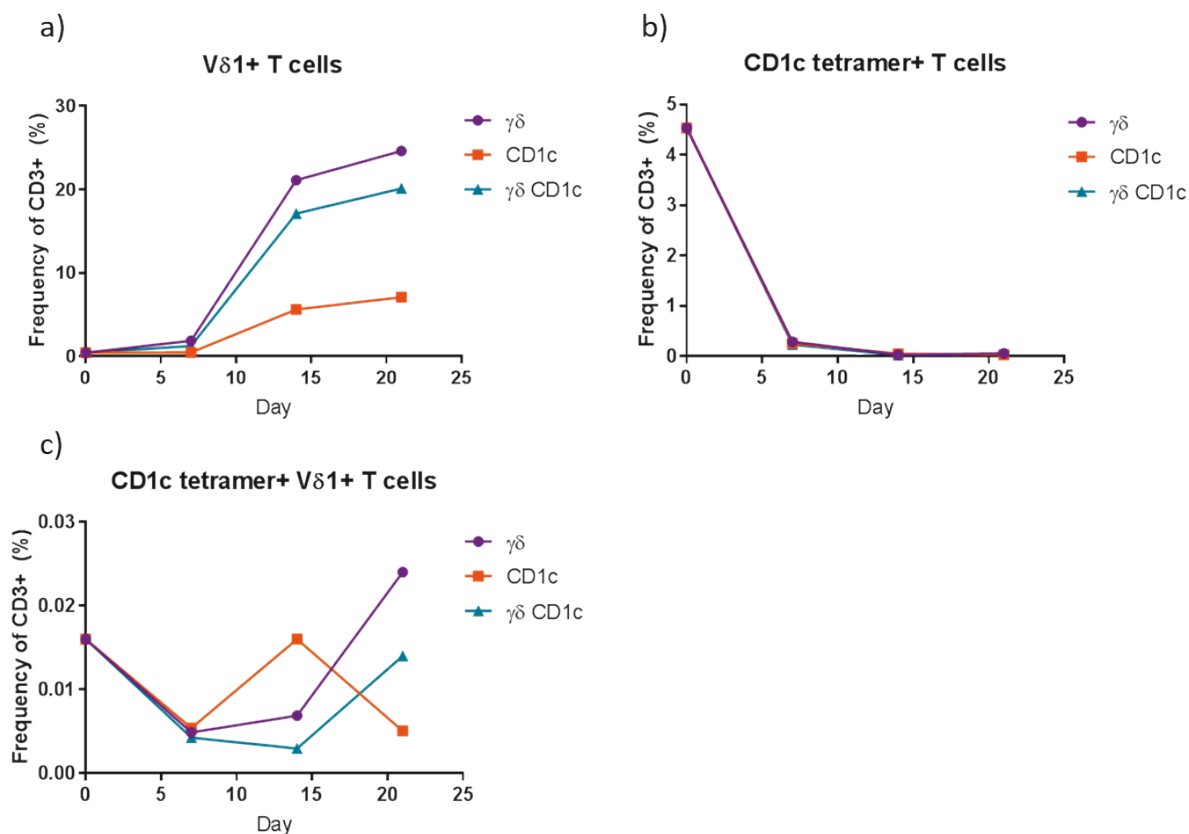 a)
Vδ1+ T cells
Frequency of CD3+ (%)
30
20
10
0
0 5 10 15 20 25
Day
γδ
CD1c
γδ CD1c
b)
CD1c tetramer+ T cells
Frequency of CD3+ (%)
5
4
3
2
1
0
0 5 10 15 20 25
Day
γδ
CD1c
γδ CD1c
c)
CD1c tetramer+ Vδ1+ T cells
Frequency of CD3+ (%)
0.03
0.02
0.01
0.00
0 5 10 15 20 25
Day
γδ
CD1c
γδ CD1c